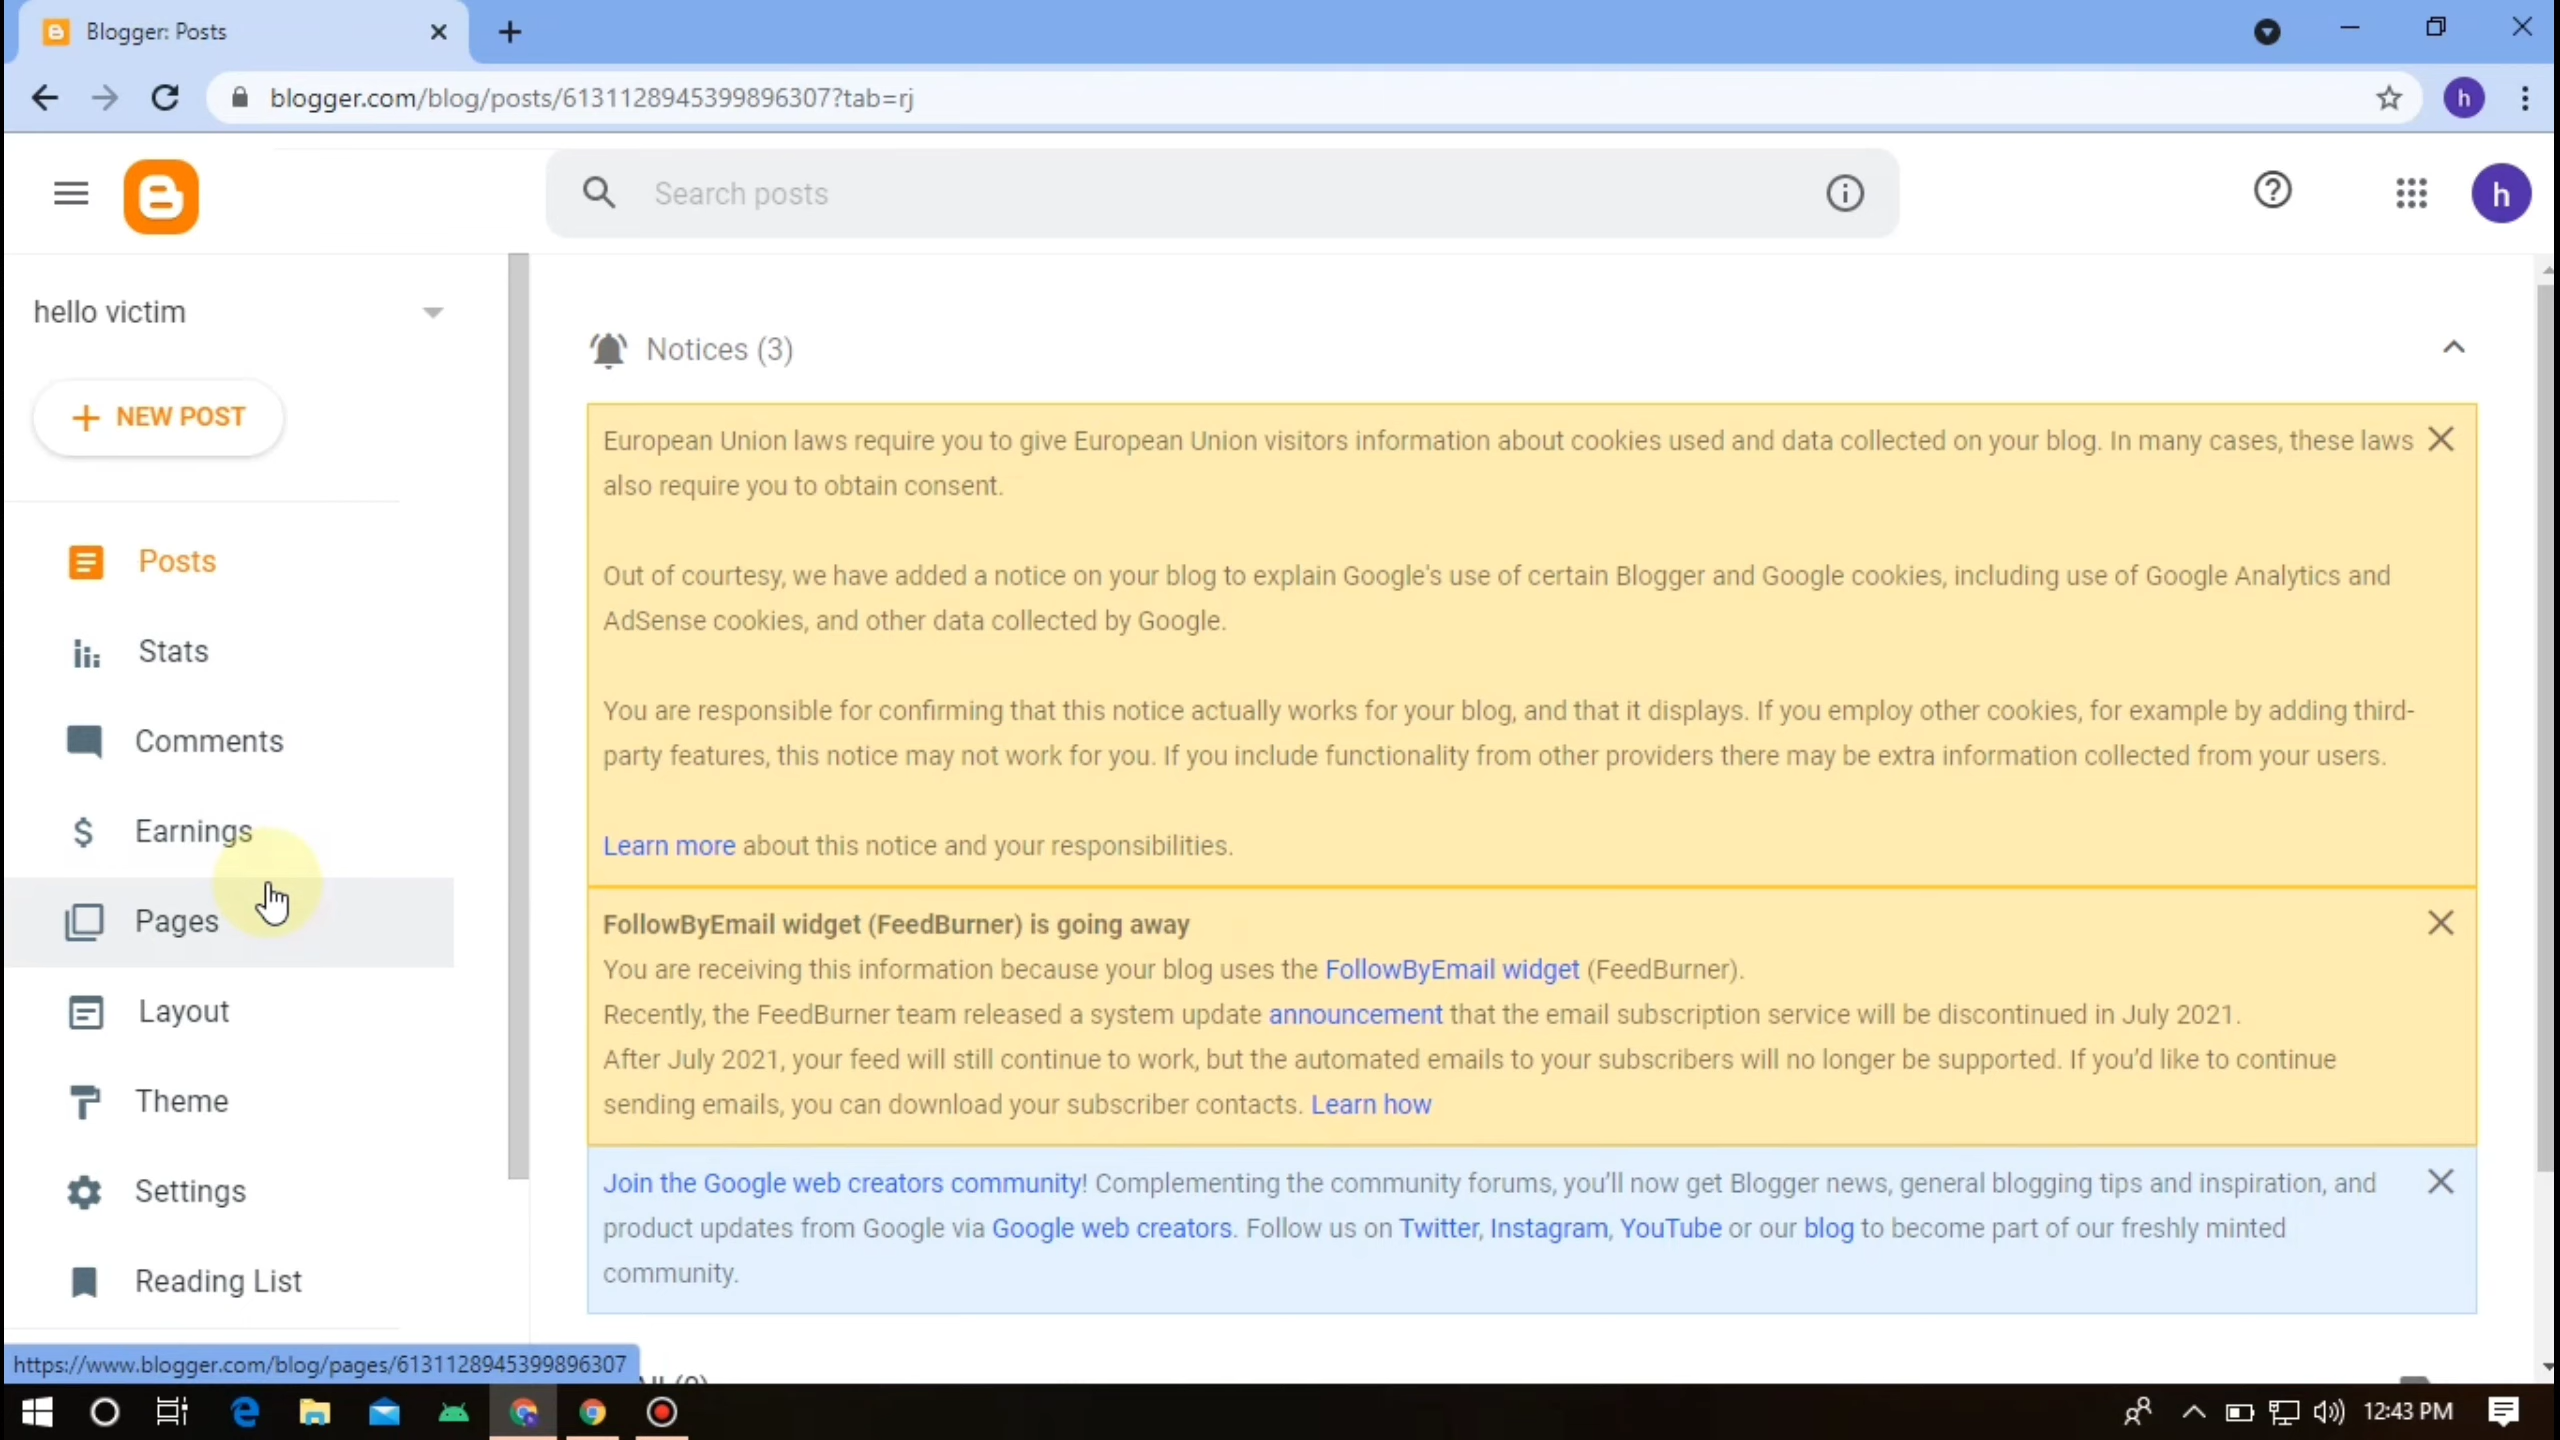 Blogger: Posts
blogger.com/blog/posts/6131128945399896307?tab=rj
h
Search posts
h
hello victim
NEW POST
Posts
Stats
Comments
Earnings
Pages
Layout
Theme
Settings
Reading List
Notices (3)
European Union laws require you to give European Union visitors information about cookies used and data collected on your blog. In many cases, these laws
also require you to obtain consent.
Out of courtesy, we have added a notice on your blog to explain Google's use of certain Blogger and Google cookies, including use of Google Analytics and
AdSense cookies, and other data collected by Google.
You are responsible for confirming that this notice actually works for your blog, and that it displays. If you employ other cookies, for example by adding third-
party features, this notice may not work for you. If you include functionality from other providers there may be extra information collected from your users.
Learn more about this notice and your responsibilities.
FollowByEmail widget (FeedBurner) is going away
You are receiving this information because your blog uses the FollowByEmail widget (FeedBurner).
Recently, the FeedBurner team released a system update announcement that the email subscription service will be discontinued in July 2021.
After July 2021, your feed will still continue to work, but the automated emails to your subscribers will no longer be supported. If you'd like to continue
sending emails, you can download your subscriber contacts. Learn how
Join the Google web creators community! Complementing the community forums, you'll now get Blogger news, general blogging tips and inspiration, and
product updates from Google via Google web creators. Follow us on Twitter, Instagram, YouTube or our blog to become part of our freshly minted
community.
https://www.blogger.com/blog/pages/6131128945399896307
12:43 PM